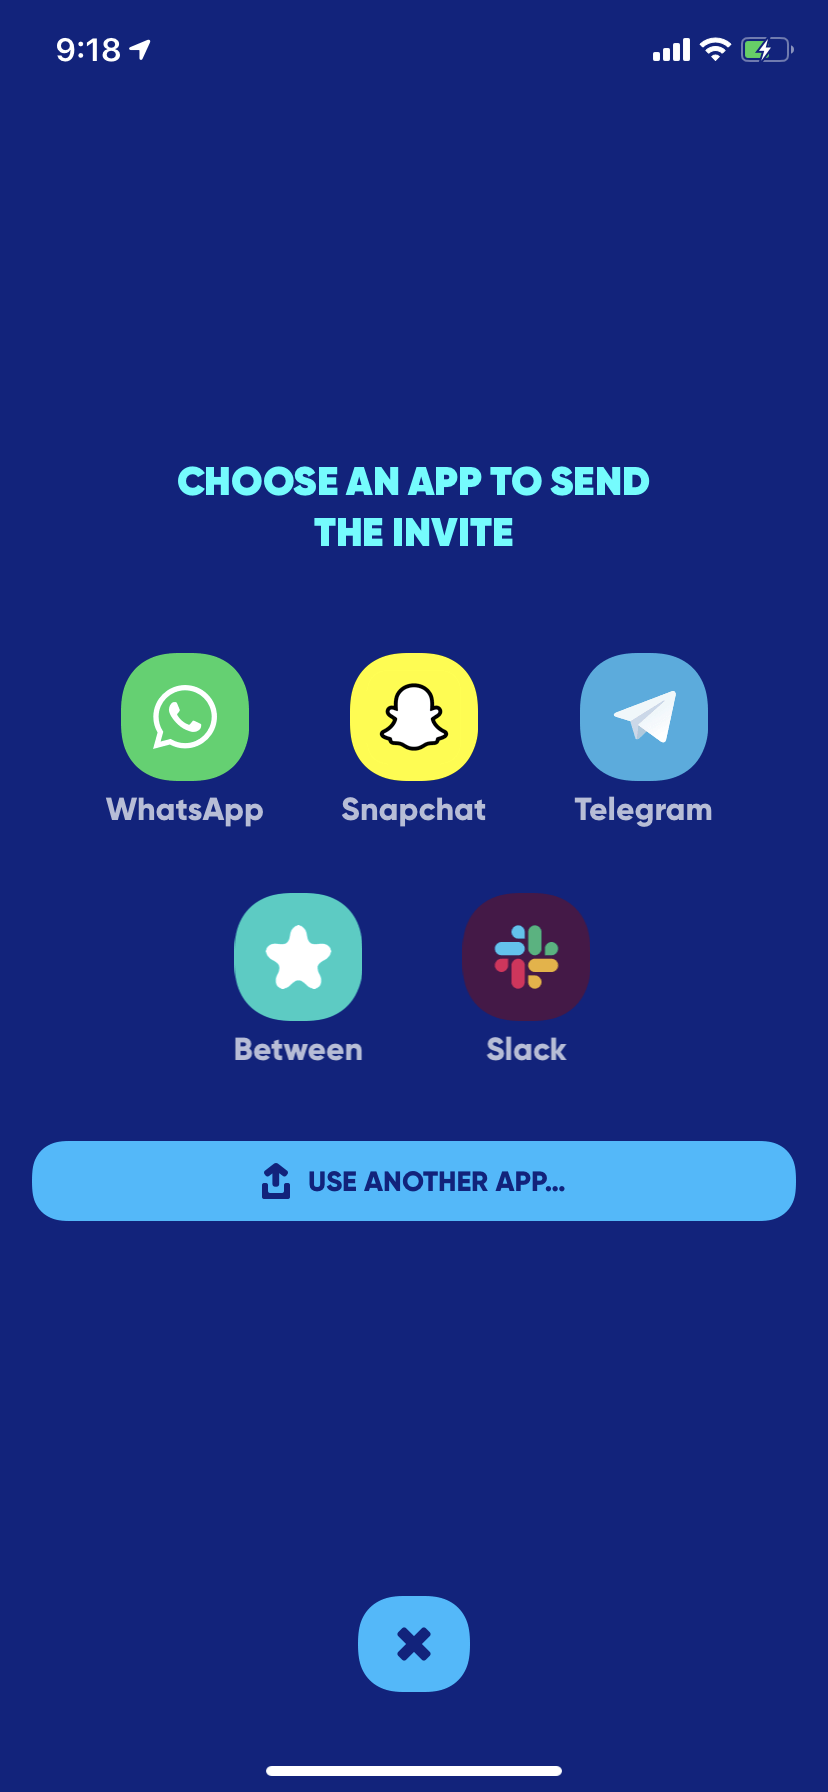 9:18
CHOOSE AN APP TO SEND
THE INVITE
WhatsApp
Snapchat
Telegram
Between
Slack
USE ANOTHER APP...